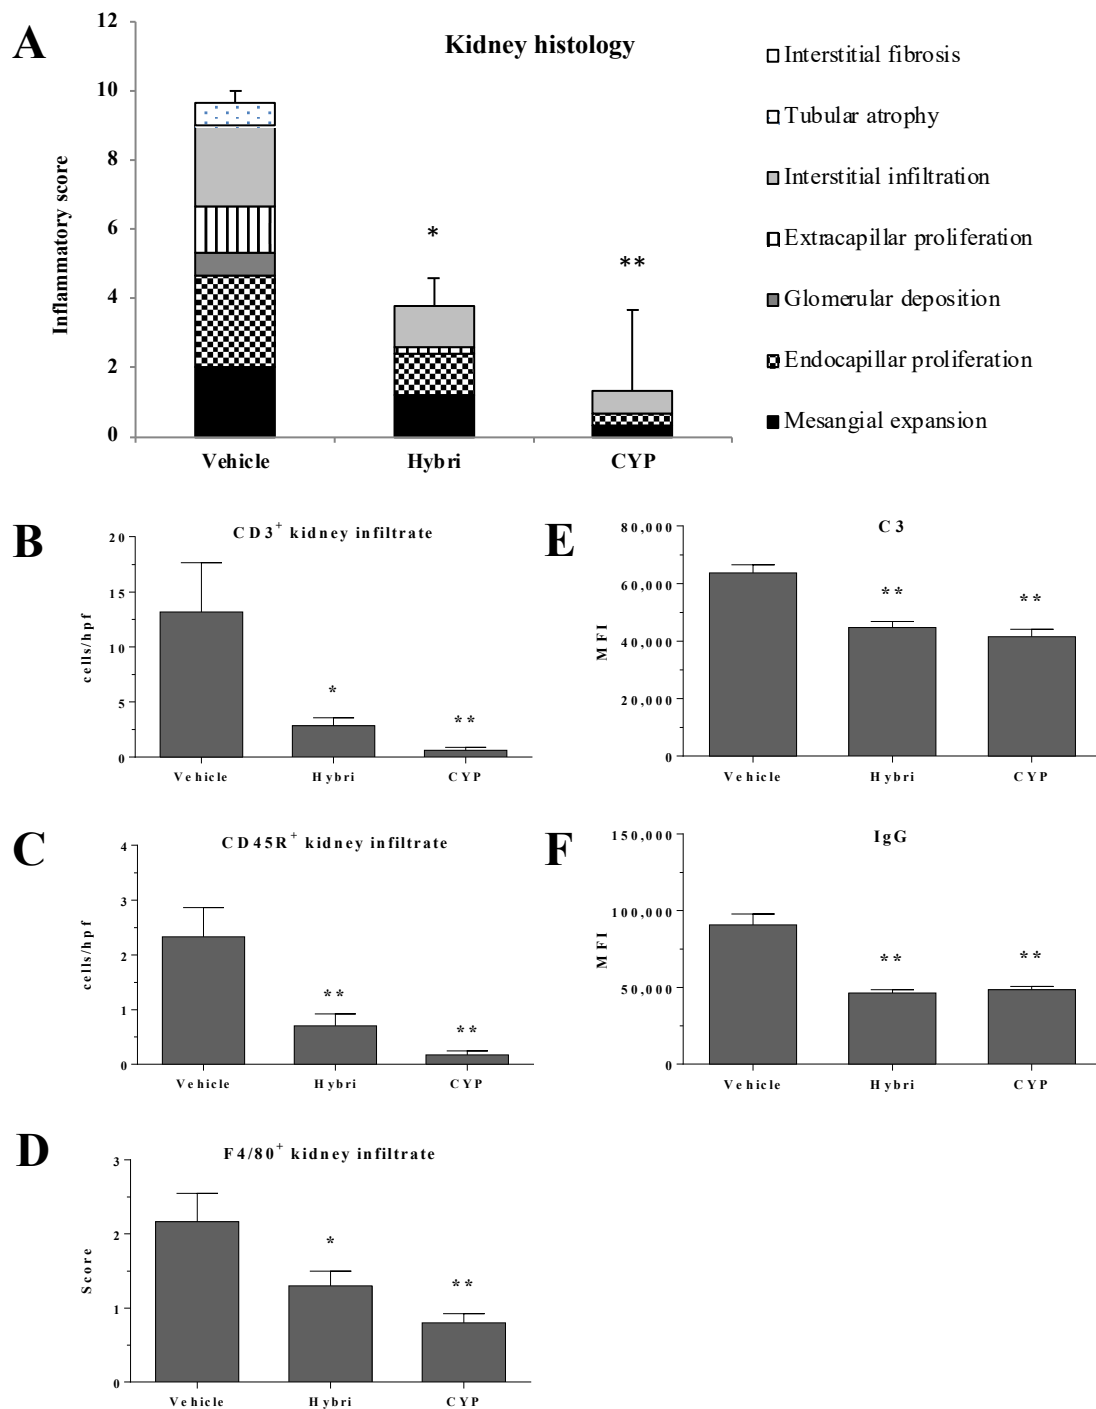 A
Kidney histology
Inflammatory score
12
10
8
6
4
2
0
*
**
Vehicle
Hybri
CYP
Interstitial fibrosis
Tubular atrophy
Interstitial infiltration
Extracapillar proliferation
Glomerular deposition
Endocapillar proliferation
Mesangial expansion
B
CD3+ kidney infiltrate
cells/hpf
20
15
10
5
0
*
**
Vehicle
Hybri
CYP
E
C3
MFI
80,000
60,000
40,000
20,000
0
**
**
Vehicle
Hybri
CYP
C
CD45R+ kidney infiltrate
cells/hpf
4
3
2
1
0
**
**
Vehicle
Hybri
CYP
F
IgG
MFI
150,000
100,000
50,000
0
**
**
Vehicle
Hybri
CYP
D
F4/80+ kidney infiltrate
Score
3
2
1
0
*
**
Vehicle
Hybri
CYP